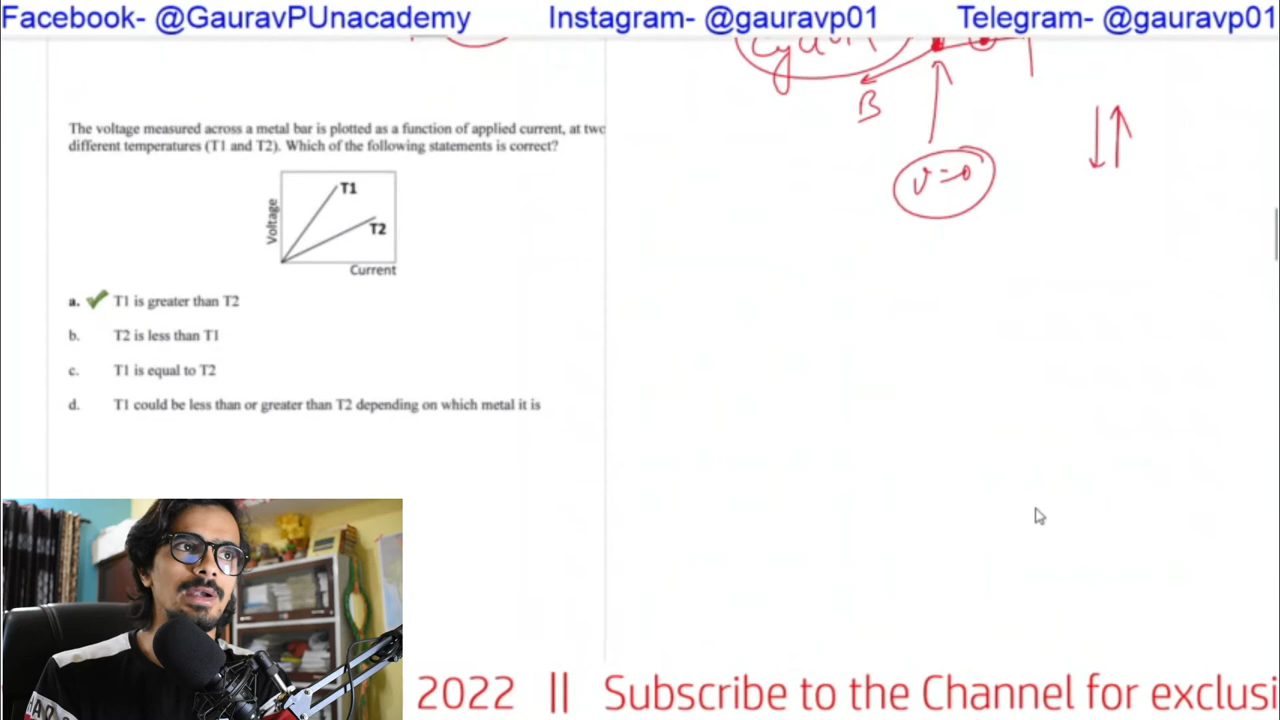 Facebook- @GauravPUnacademy Instagram- @gauravp01 Telegram- @gauravp01
B
v=0
The voltage measured across a metal bar is plotted as a function of applied current, at two
different temperatures (T1 and T2). Which of the following statements is correct?
T1
T2
Voltage
Current
a. T1 is greater than T2
b. T2 is less than T1
c. T1 is equal to T2
d. T1 could be less than or greater than T2 depending on which metal it is
2022 || Subscribe to the Channel for exclusi